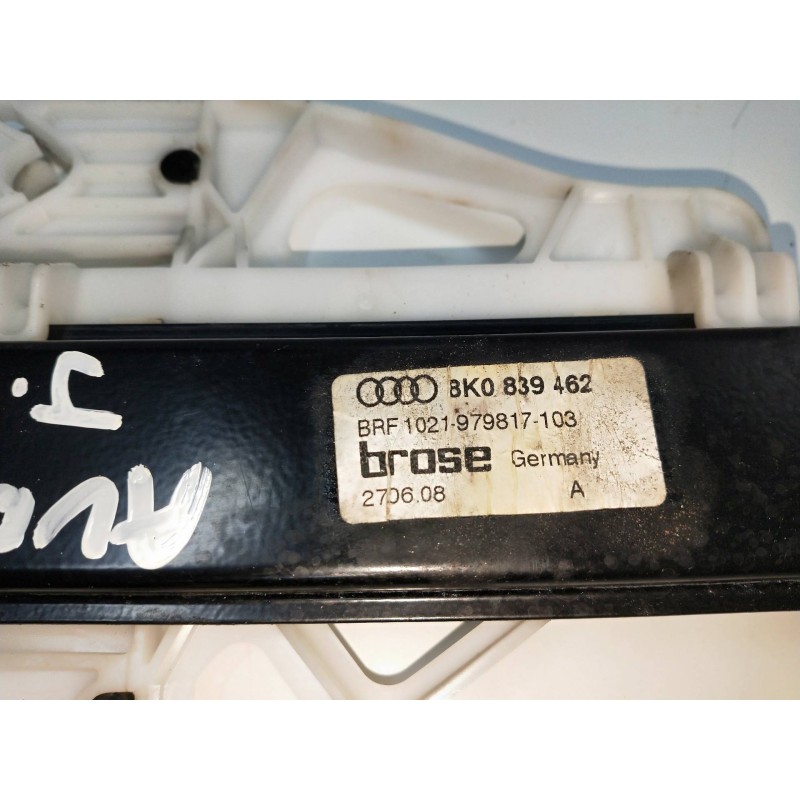 8K0 839 462
BRF 1021-979817-103
brose Germany
2706.08 A